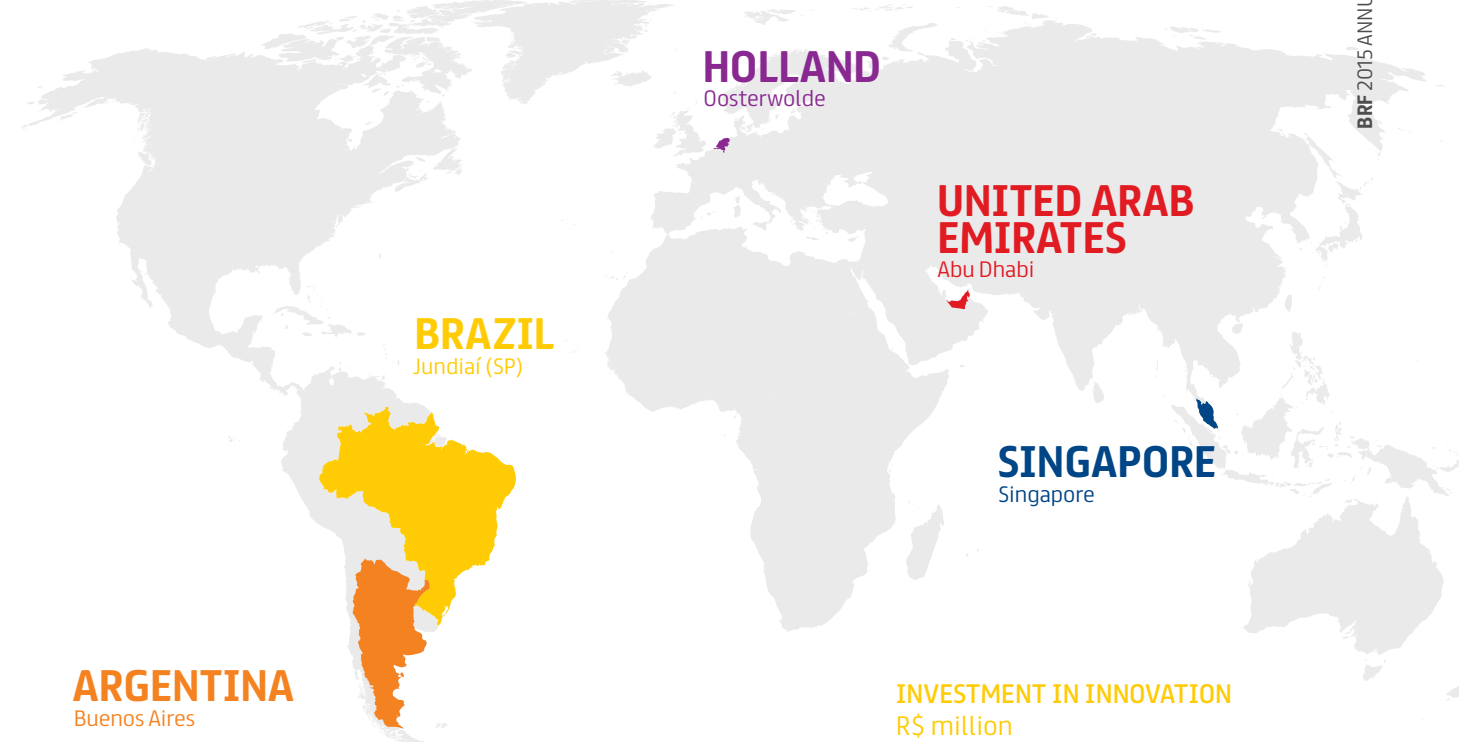 BRF 2015 ANNU
HOLLAND
Oosterwolde
UNITED ARAB
EMIRATES
Abu Dhabi
BRAZIL
Jundiaí (SP)
SINGAPORE
Singapore
ARGENTINA
Buenos Aires
INVESTMENT IN INNOVATION
R$ million